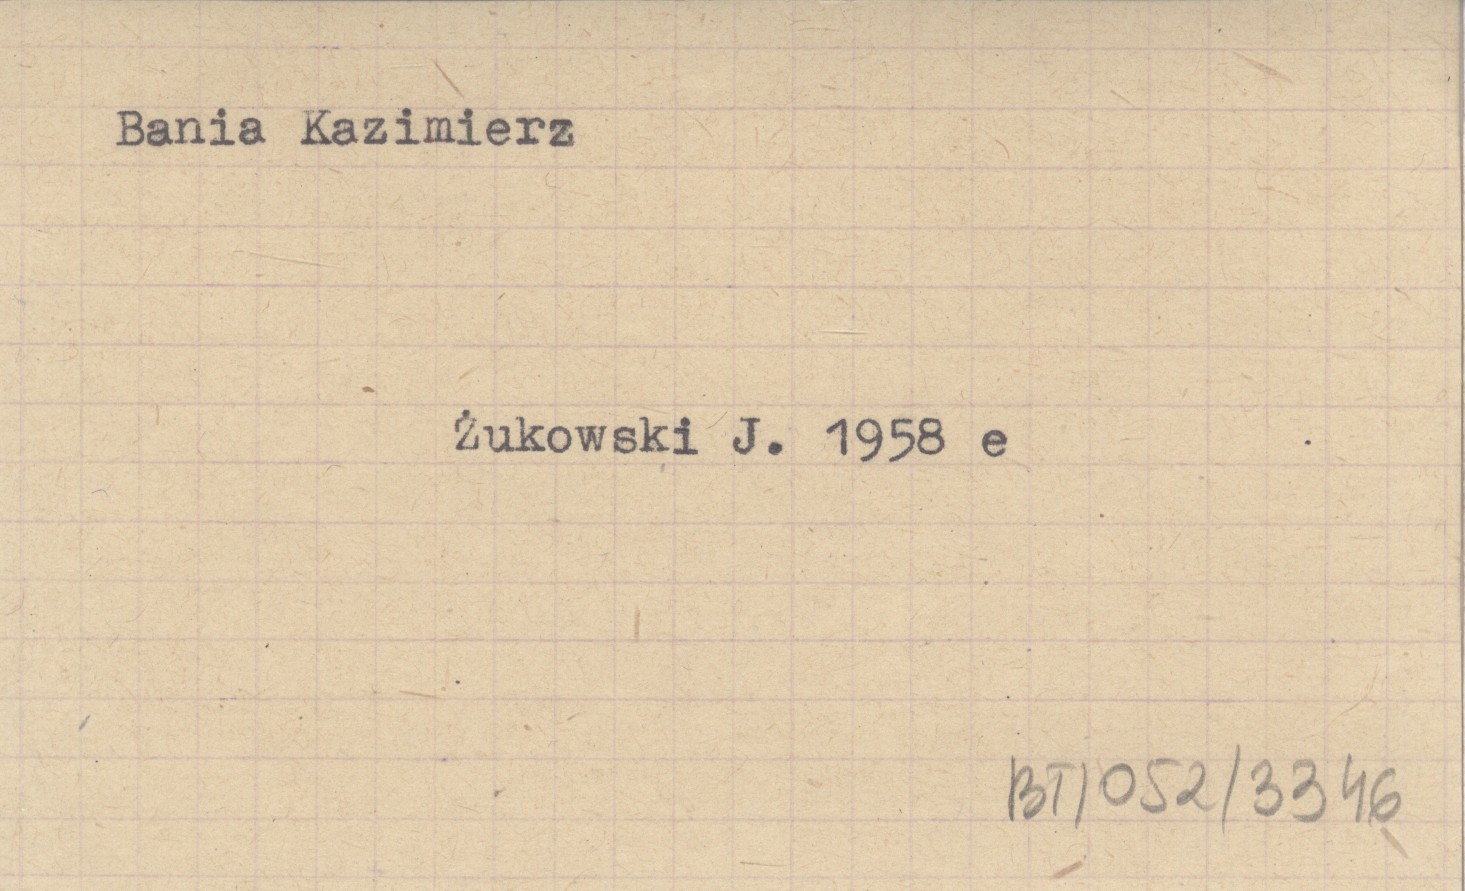 Bania Kazimierz
Żukowski J. 1958 e
BT/052/3346